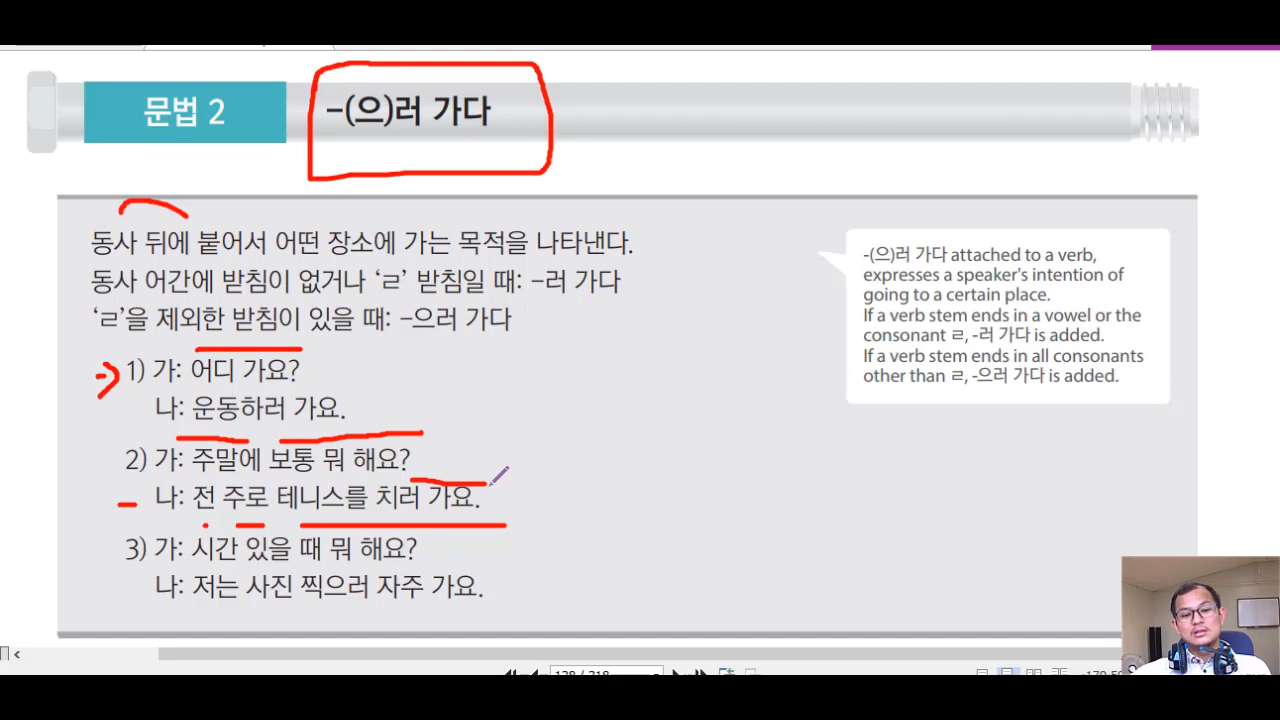 문법 2
-(으)러 가다
동사 뒤에 붙어서 어떤 장소에 가는 목적을 나타낸다.
동사 어간에 받침이 없거나 ‘ㄹ’ 받침일 때: -러 가다
‘ㄹ’을 제외한 받침이 있을 때: -으러 가다
1) 가: 어디 가요?
나: 운동하러 가요.
2) 가: 주말에 보통 뭐 해요?
나: 전 주로 테니스를 치러 가요.
3) 가: 시간 있을 때 뭐 해요?
나: 저는 사진 찍으러 자주 가요.
-(으)러 가다 attached to a verb,
expresses a speaker's intention of
going to a certain place.
If a verb stem ends in a vowel or the
consonant ㄹ, -러 가다 is added.
If a verb stem ends in all consonants
other than ㄹ, -으러 가다 is added.